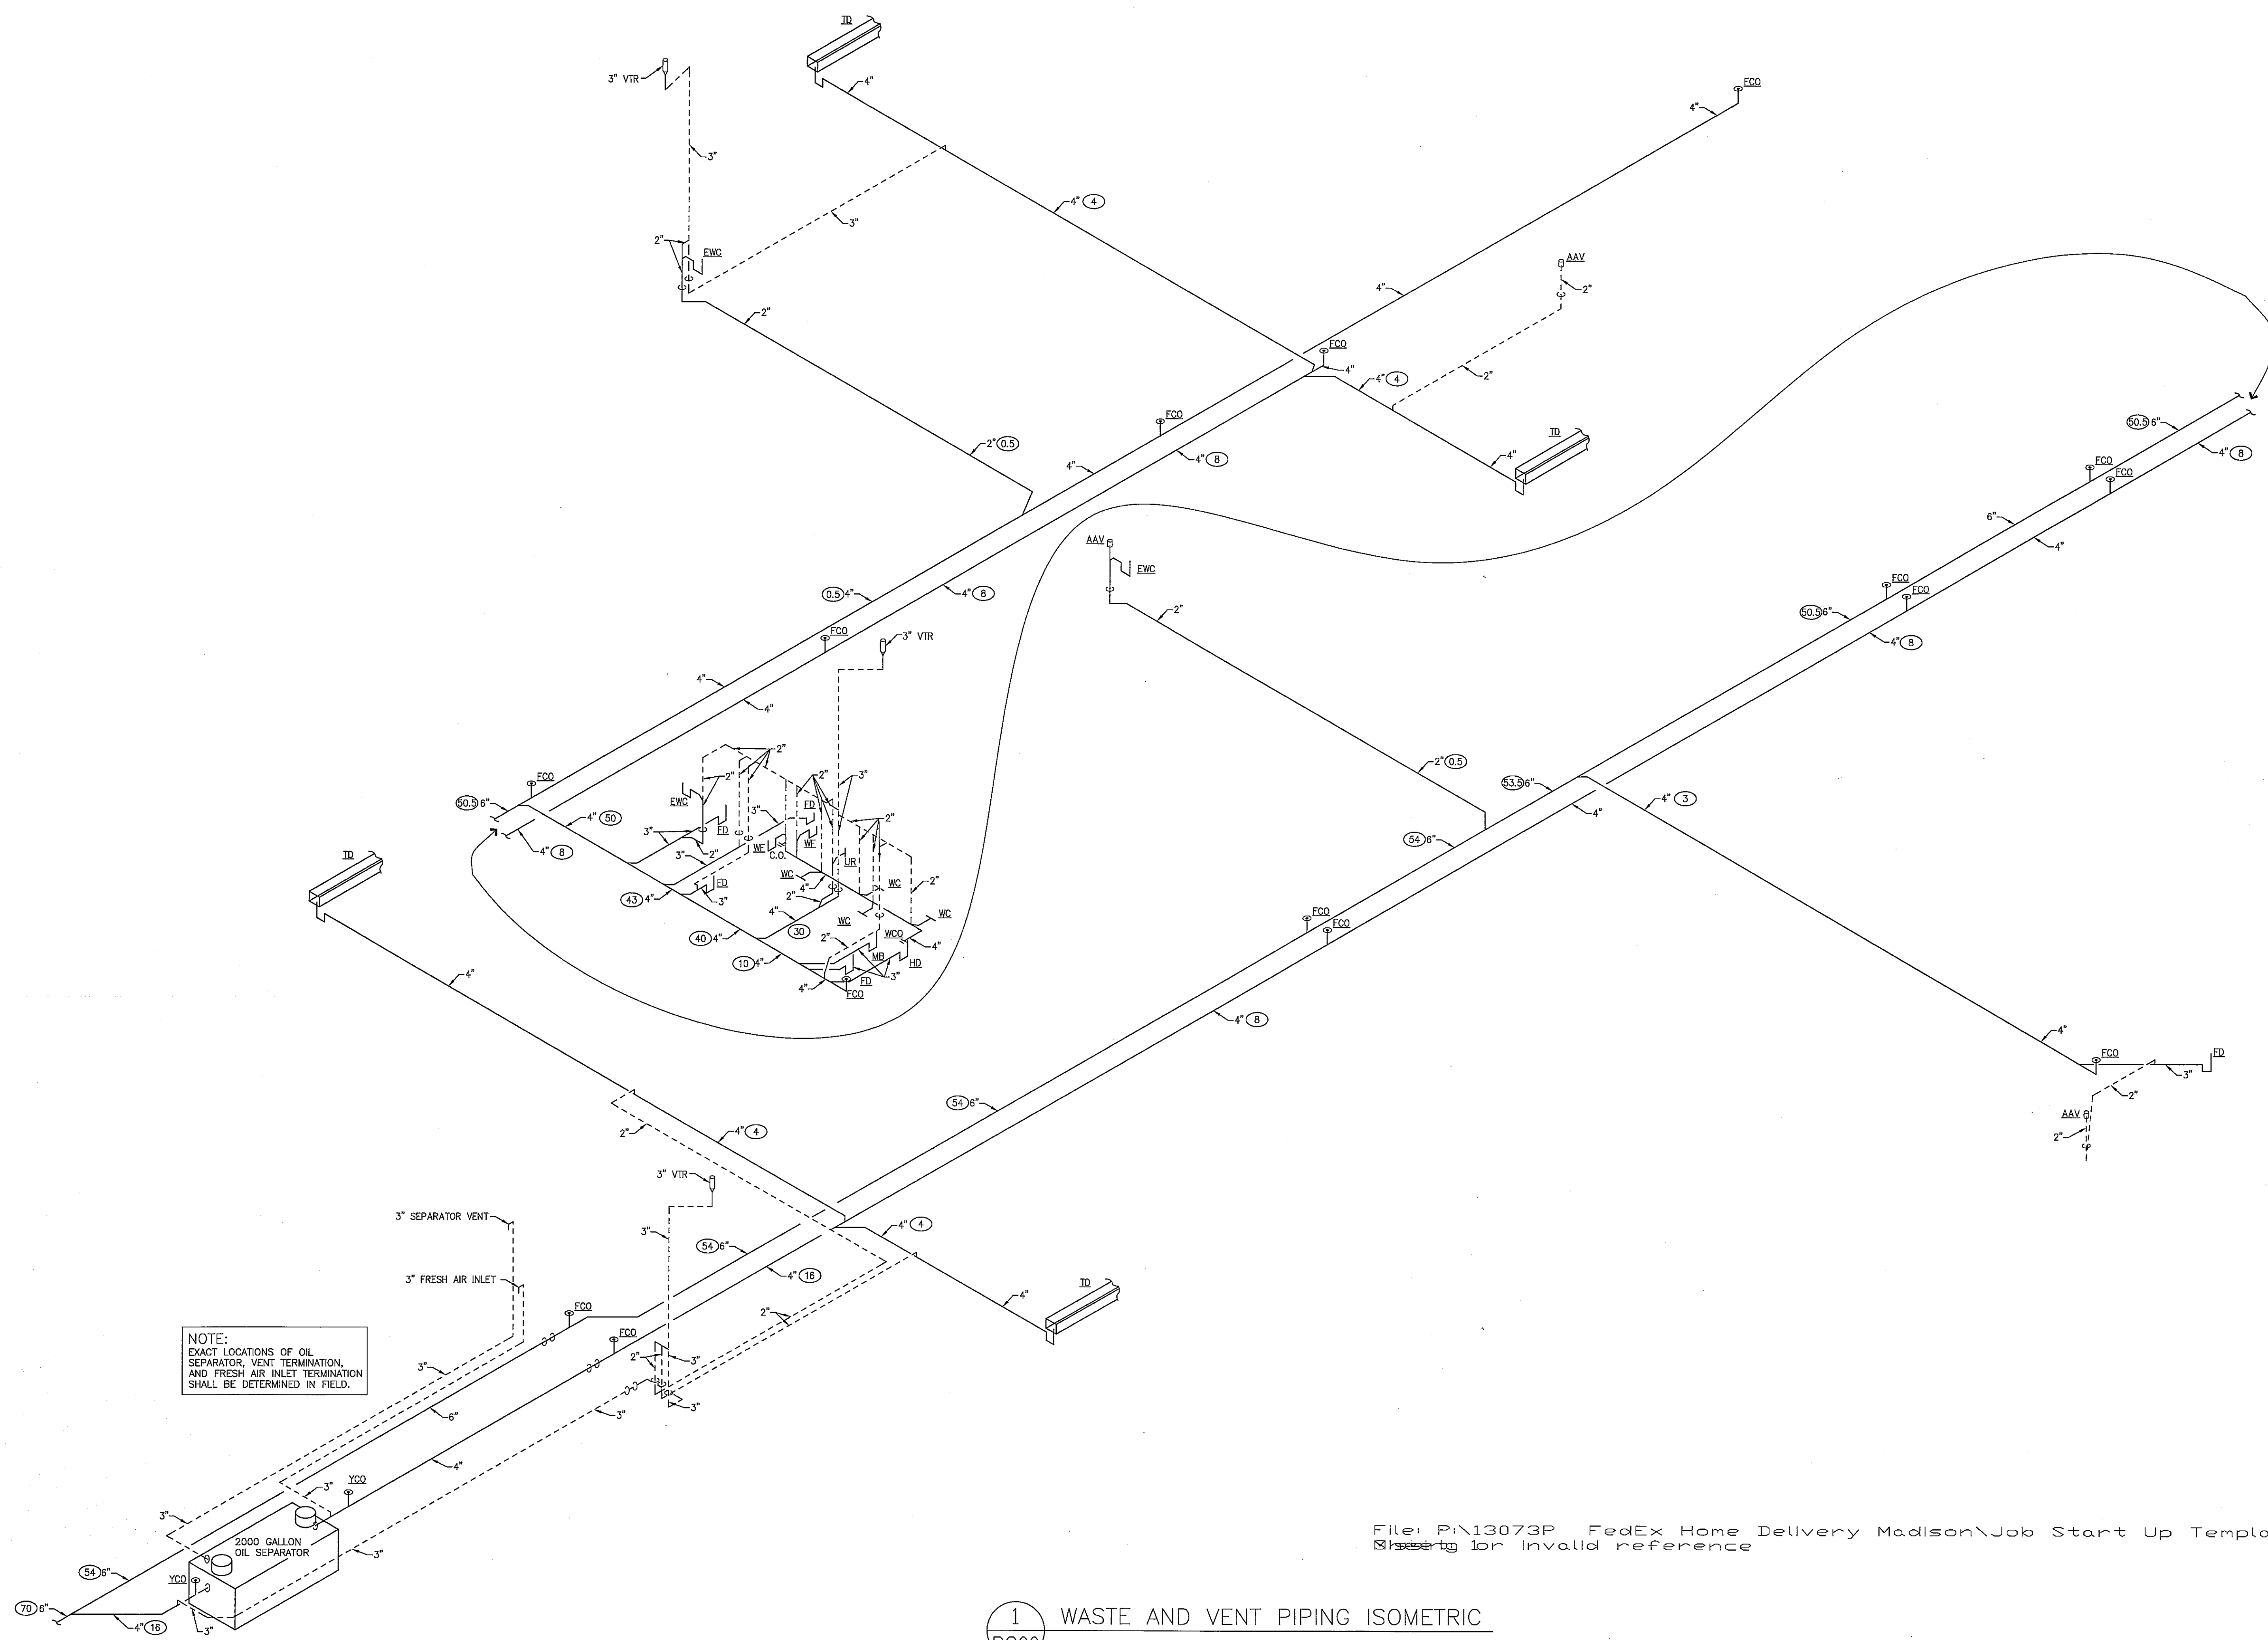 TD
3" VTR
4"
FCO
4"
3"
4" 4
3"
2"
EWC
AAV
4"
2"
2"
FCO
4"
4" 4
2"
FCO
50.5 6"
2" 0.5
TD
4" 8
4"
4" 8
4"
FCO
FCO
6"
4"
AAV
EWC
FCO
FCO
0.5 4"
4" 8
2"
50.5 6"
FCO
3" VTR
4" 8
4"
4"
2"
2" 0.5
FCO
2"
2"
3"
53.5 6"
50.5 6"
EWC
3"
FD
4" 3
4" 50
2"
4"
3"
FD
WF
WF
54 6"
4" 8
2"
3"
C.O.
UR
TD
FD
WC
4"
WC
2"
43 4"
3"
2"
4"
WC
WC
FCO
FCO
40 4"
30
2"
WCO
4"
10 4"
MB
HD
4"
3"
4"
FD
FCO
4" 8
4"
FCO
FD
3"
54 6"
2"
AAV
2"
2"
4" 4
3" VTR
3" SEPARATOR VENT
4" 4
3"
54 6"
3" FRESH AIR INLET
4" 16
TD
4"
FCO
2"
FCO
NOTE:
EXACT LOCATIONS OF OIL
SEPARATOR, VENT TERMINATION,
AND FRESH AIR INLET TERMINATION
SHALL BE DETERMINED IN FIELD.
2"
3"
3"
3"
3"
6"
4"
YCO
3"
3"
2000 GALLON
OIL SEPARATOR
3"
54 6"
YCO
70 6"
4" 16
3"
File: P:\13073P FedEx Home Delivery Madison\Job Start Up Templa
or invalid reference
1 WASTE AND VENT PIPING ISOMETRIC